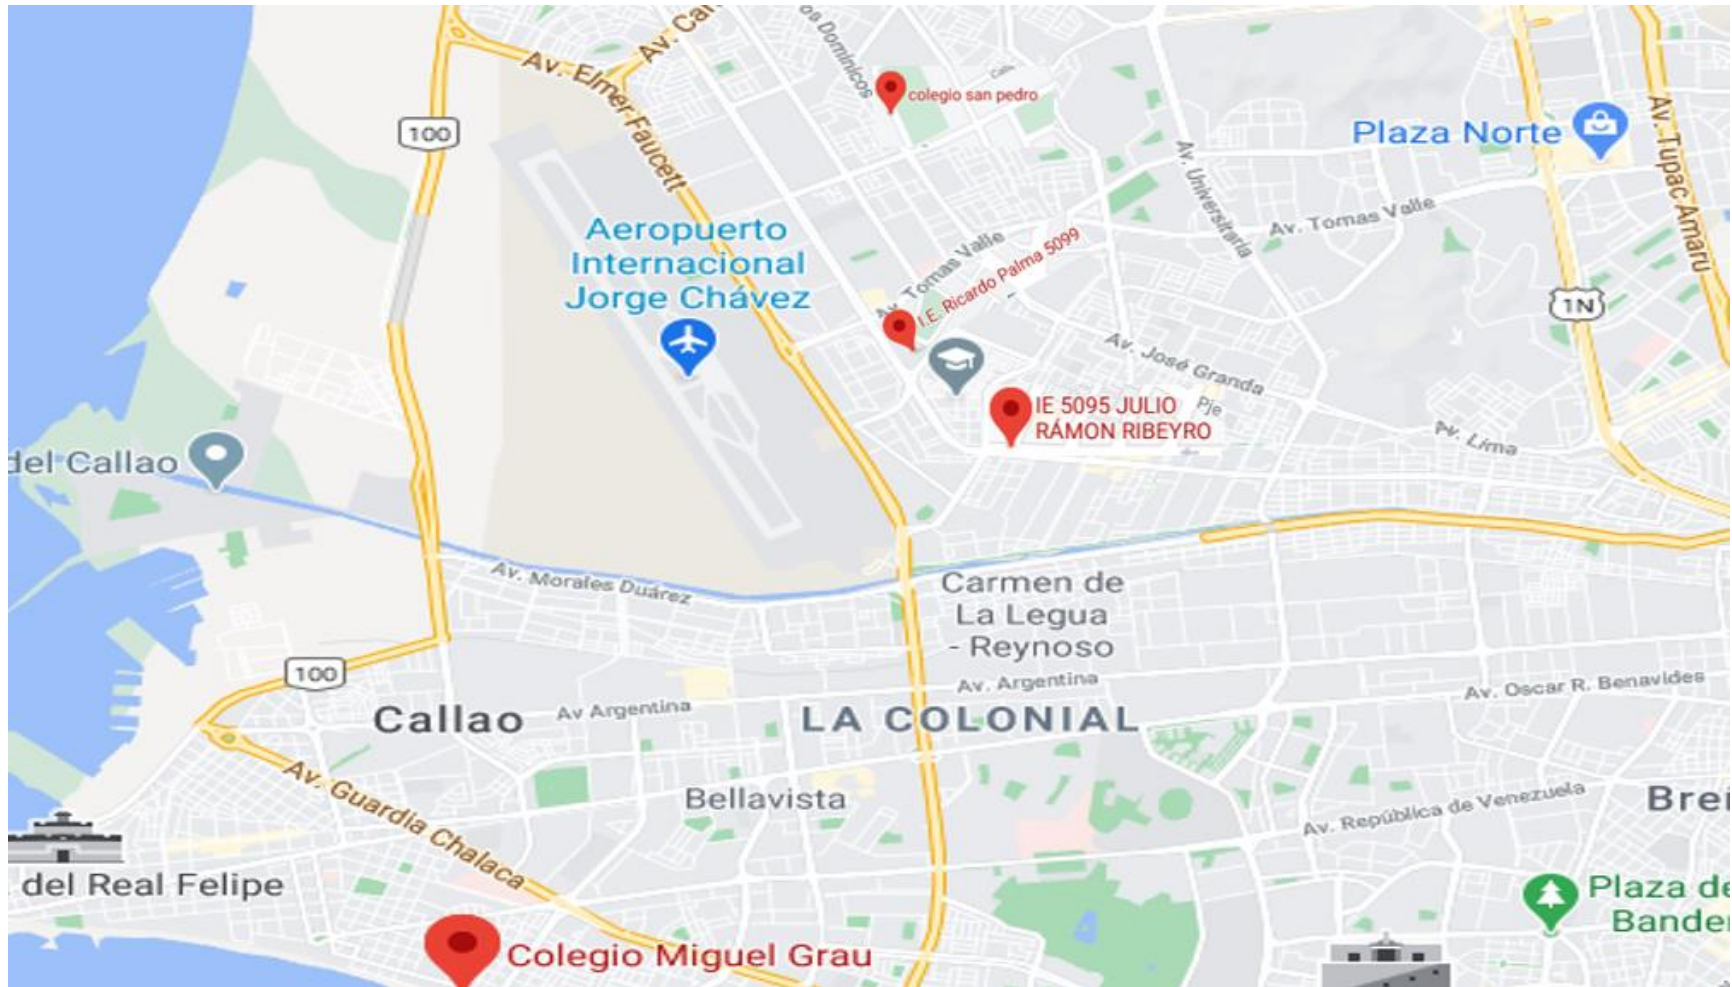 os Dominicos
Av. Elmer Faucett
colegio san pedro
Calle
100
Plaza Norte
Av. Tupac Amaru
Av. Universitaria
Aeropuerto
Internacional
Jorge Chávez
Av. Tomas Valle
Av. Tomas Valle
I.E. Ricardo Palma 5099
1N
Av. José Granda
IE 5095 JULIO
RÁMON RIBEYRO
Pje
Av. Lima
del Callao
Av. Morales Duárez
Carmen de
La Legua
- Reynoso
100
Av. Argentina
Av. Oscar R. Benavides
Callao
Av Argentina
LA COLONIAL
Av. Guardia Chalaca
Bellavista
Av. República de Venezuela
. del Real Felipe
Plaza de
Colegio Miguel Grau